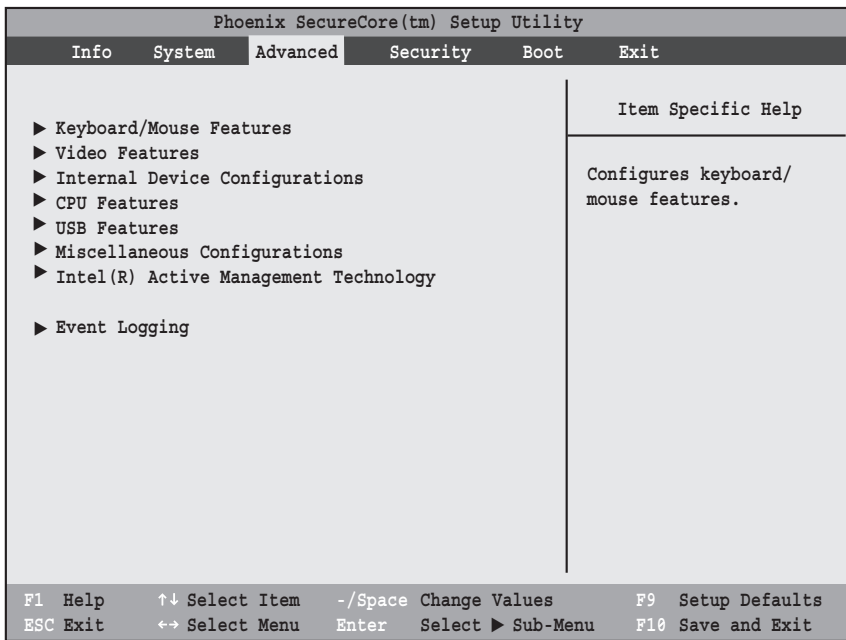 Phoenix SecureCore(tm) Setup Utility
Info System Advanced Security Boot Exit
▶ Keyboard/Mouse Features
▶ Video Features
▶ Internal Device Configurations
▶ CPU Features
▶ USB Features
▶ Miscellaneous Configurations
▶ Intel(R) Active Management Technology
▶ Event Logging
Item Specific Help
Configures keyboard/
mouse features.
F1 Help ↑↓ Select Item -/Space Change Values F9 Setup Defaults
ESC Exit ←→ Select Menu Enter Select ▶ Sub-Menu F10 Save and Exit